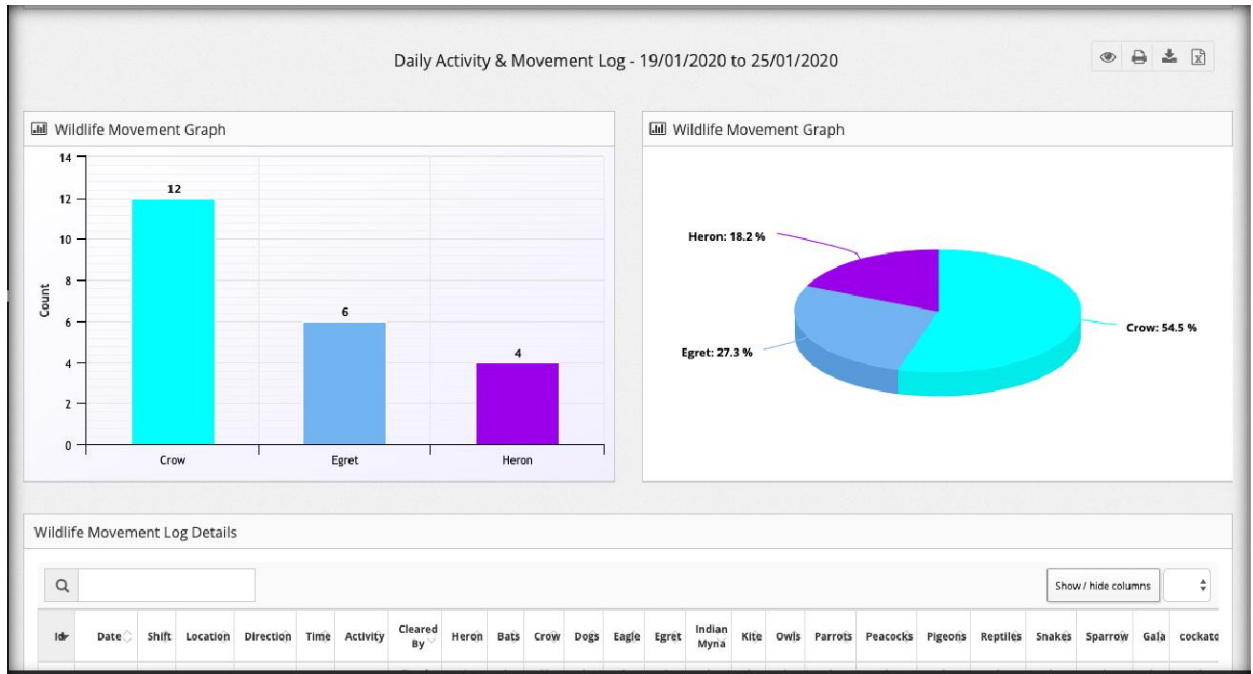 Daily Activity & Movement Log - 19/01/2020 to 25/01/2020
Wildlife Movement Graph
14
12
10
8
6
4
2
0
Count
12
6
4
Crow Egret Heron
Wildlife Movement Graph
Heron: 18.2 %
Crow: 54.5 %
Egret: 27.3 %
Wildlife Movement Log Details
Show / hide columns
Id Date Shift Location Direction Time Activity Cleared By Heron Bats Crow Dogs Eagle Egret Indian Myna Kite Owls Parrots Peacocks Pigeons Reptiles Snakes Sparrow Gala cockato